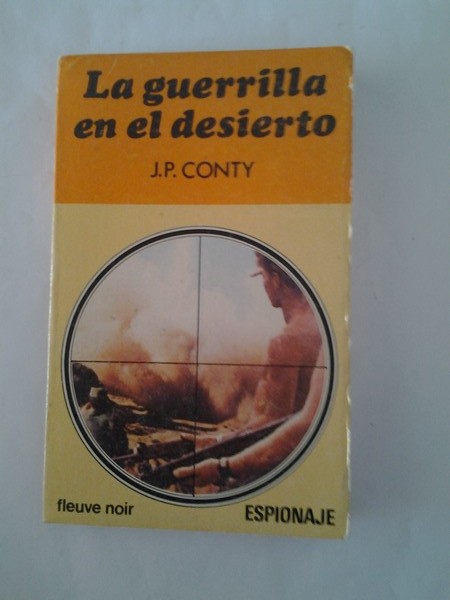 La guerrilla
en el desierto
J.P. CONTY
fleuve noir
ESPIONAJE